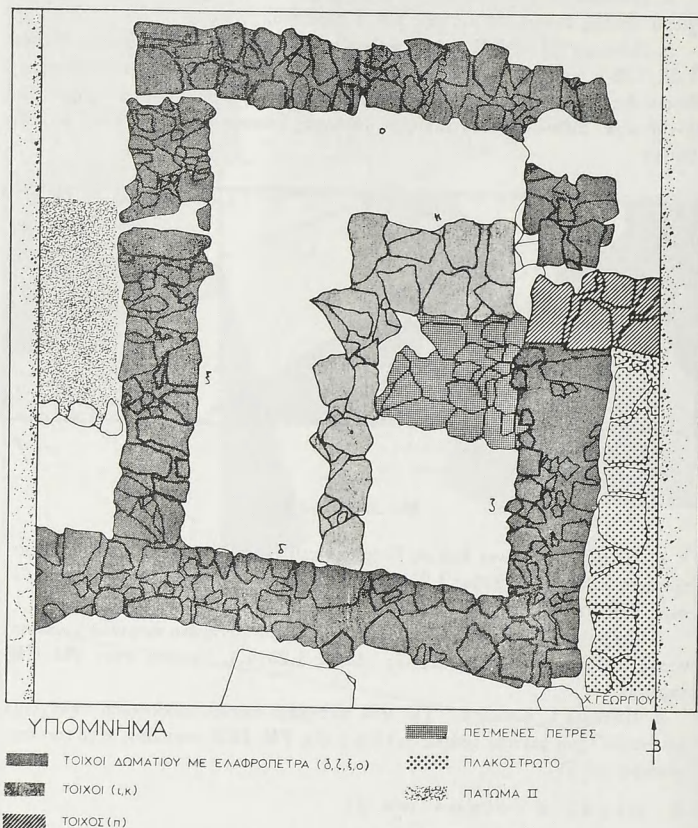 ο
κ
ξ
ζ
δ
Χ. ΓΕΩΡΓΙΟΥ
ΥΠΟΜΝΗΜΑ
ΤΟΙΧΟΙ ΔΩΜΑΤΙΟΥ ΜΕ ΕΛΑΦΡΟΠΕΤΡΑ (δ,ζ,ξ,ο)
ΤΟΙΧΟΙ (ι,κ)
ΤΟΙΧΟΣ (π)
ΠΕΣΜΕΝΕΣ ΠΕΤΡΕΣ
ΠΛΑΚΟΣΤΡΩΤΟ
ΠΑΤΩΜΑ ΙΙ
Β